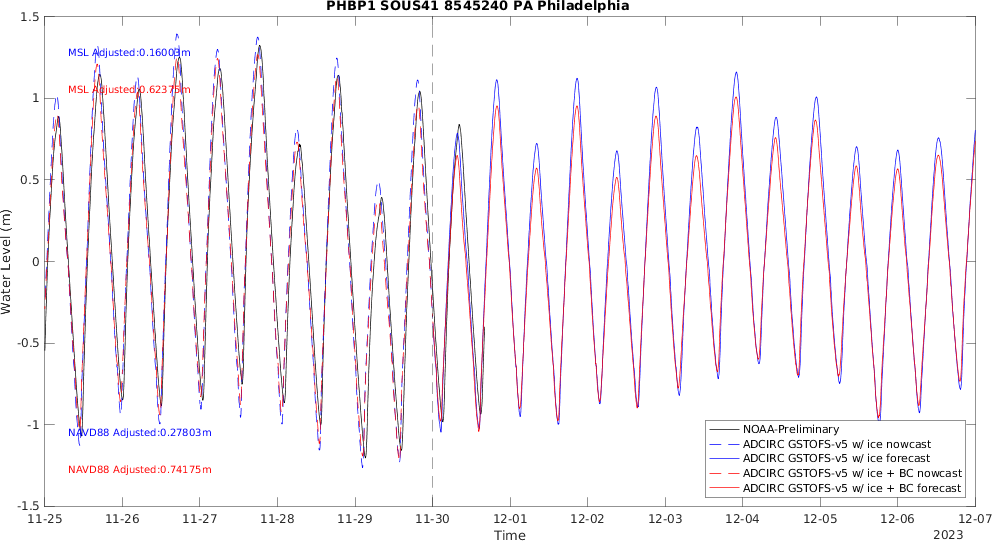 PHBP1 SOUS41 8545240 PA Philadelphia
1.5
1
0.5
0
-0.5
-1
-1.5
Water Level (m)
MSL Adjusted:0.16003m
MSL Adjusted:0.62375m
NAVD88 Adjusted:0.27803m
NAVD88 Adjusted:0.74175m
NOAA-Preliminary
ADCIRC GSTOFS-v5 w/ ice nowcast
ADCIRC GSTOFS-v5 w/ ice forecast
ADCIRC GSTOFS-v5 w/ ice + BC nowcast
ADCIRC GSTOFS-v5 w/ ice + BC forecast
11-25 11-26 11-27 11-28 11-29 11-30 12-01 12-02 12-03 12-04 12-05 12-06 12-07
Time
2023